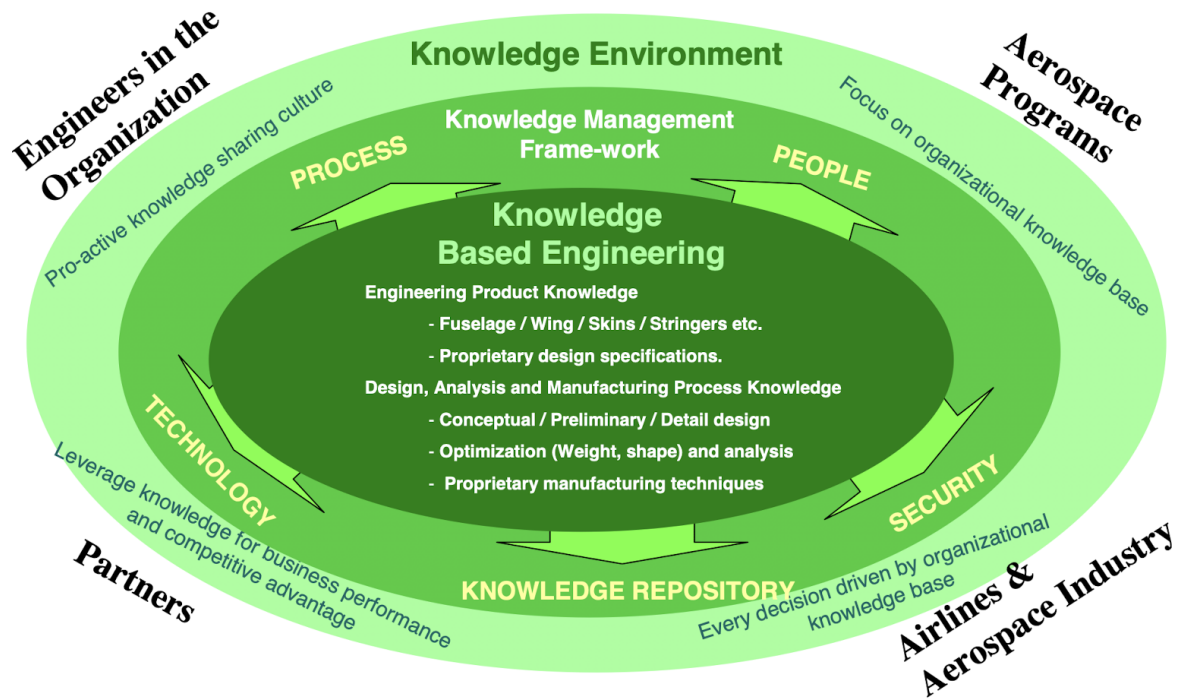 Engineers in the
Organization
Aerospace
Programs
Knowledge Environment
Pro-active knowledge sharing culture
Focus on organizational knowledge base
Knowledge Management
Frame-work
PROCESS
PEOPLE
Knowledge
Based Engineering
Engineering Product Knowledge
- Fuselage / Wing / Skins / Stringers etc.
- Proprietary design specifications.
Design, Analysis and Manufacturing Process Knowledge
- Conceptual / Preliminary / Detail design
- Optimization (Weight, shape) and analysis
- Proprietary manufacturing techniques
TECHNOLOGY
SECURITY
KNOWLEDGE REPOSITORY
Leverage knowledge for business performance
and competitive advantage
Every decision driven by organizational
knowledge base
Partners
Airlines &
Aerospace Industry